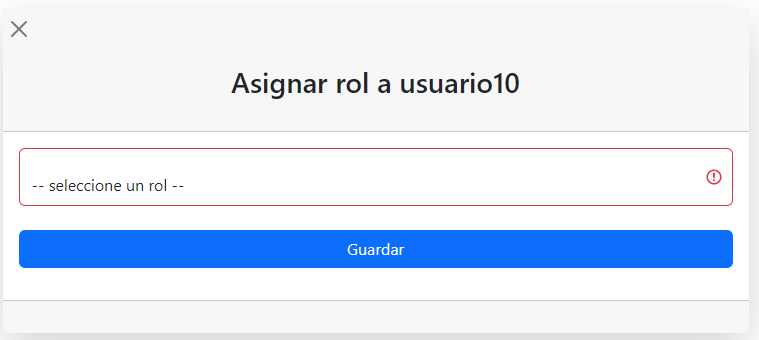 Asignar rol a usuario10
-- seleccione un rol --
Guardar